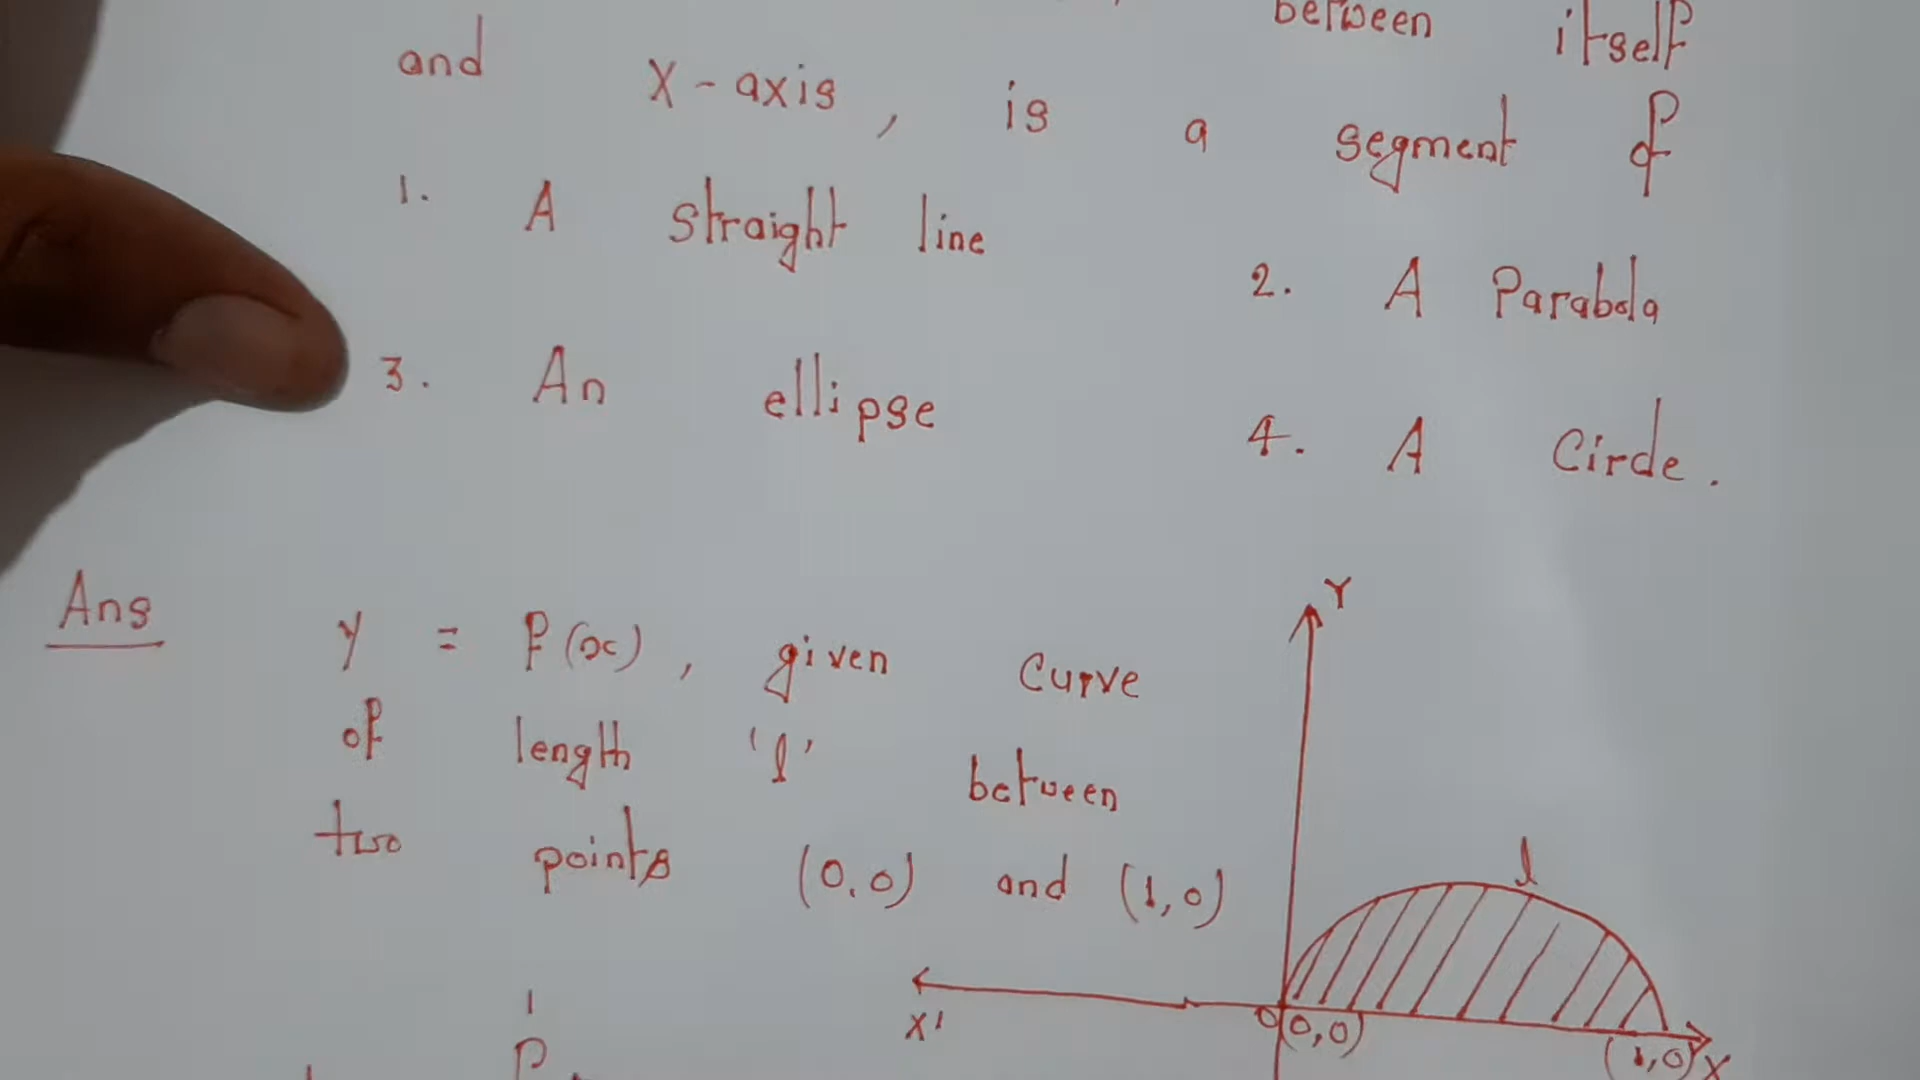 between itself
and X-axis, is a segment of
1. A straight line
2. A Parabola
3. An ellipse
4. A Circle.
Ans y = f(x), given Curve
of length 'l' between
two points (0,0) and (1,0)
Y
l
X'
O (0,0)
(1,0) X
1